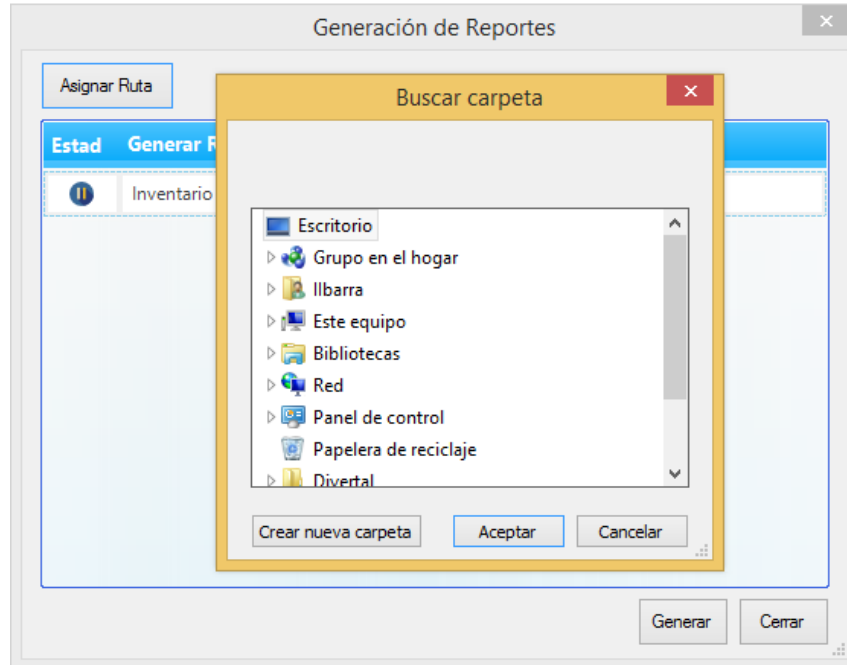 Generación de Reportes
Asignar Ruta
Buscar carpeta
Estad Generar R
Inventario
Escritorio
Grupo en el hogar
Ilbarra
Este equipo
Bibliotecas
Red
Panel de control
Papelera de reciclaje
Divertal
Crear nueva carpeta Aceptar Cancelar
Generar Cerrar